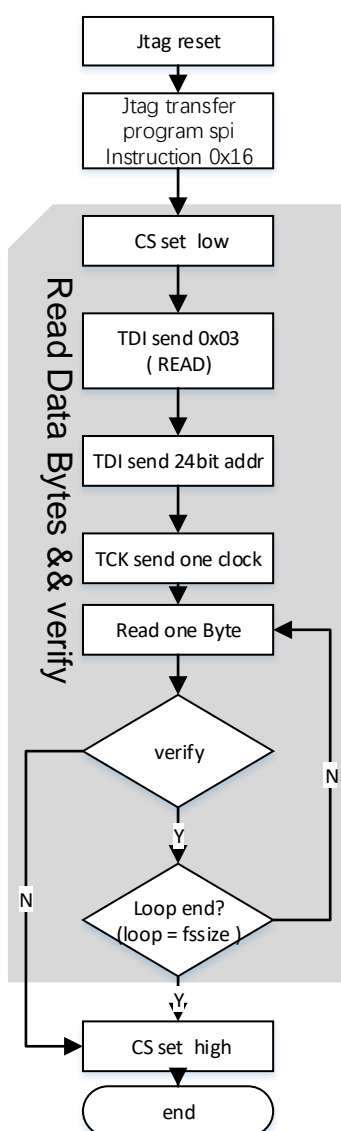 Jtag reset
Jtag transfer
program spi
Instruction 0x16
CS set low
Read Data Bytes && verify
TDI send 0x03
( READ)
TDI send 24bit addr
TCK send one clock
Read one Byte
verify
N
Y
N
Loop end?
(loop = fssize )
Y
CS set high
end